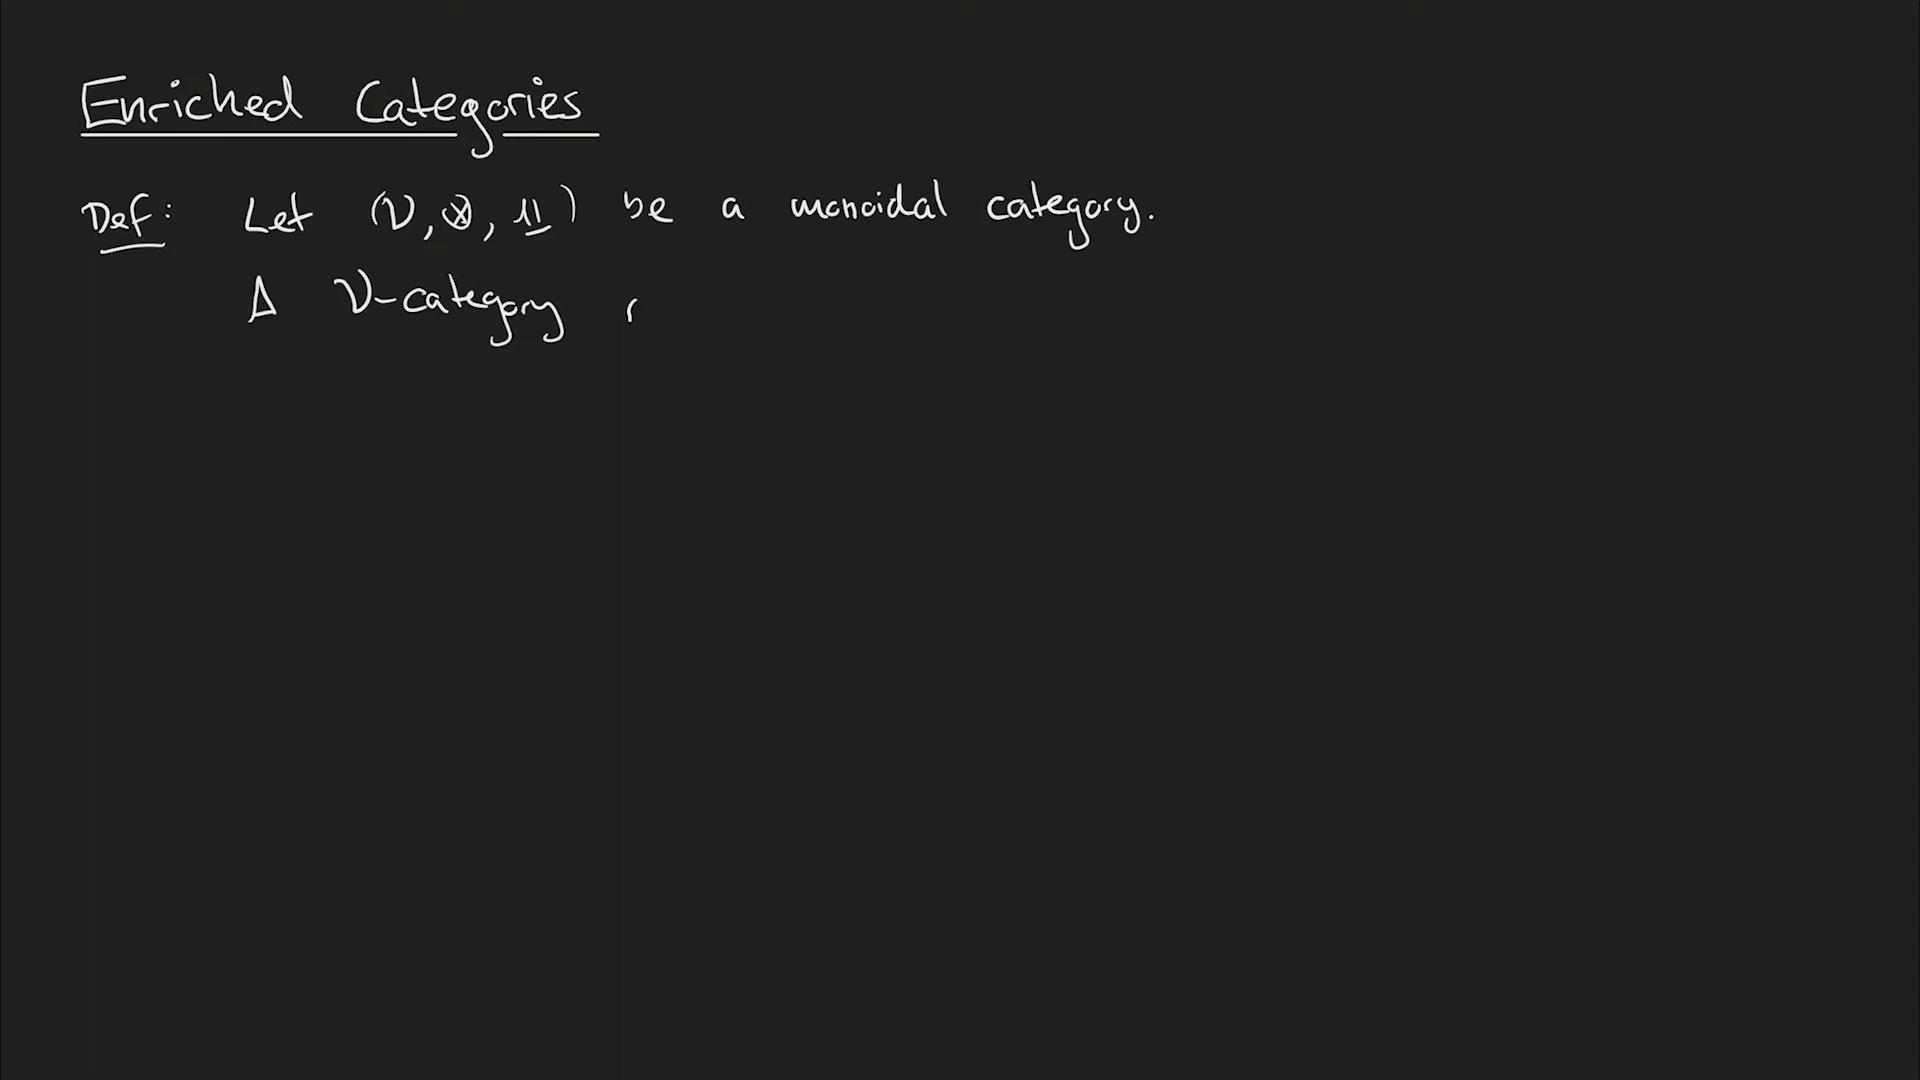 Enriched Categories
Def: Let (V, ⊗, 𝟙) be a monoidal category.
A V-category